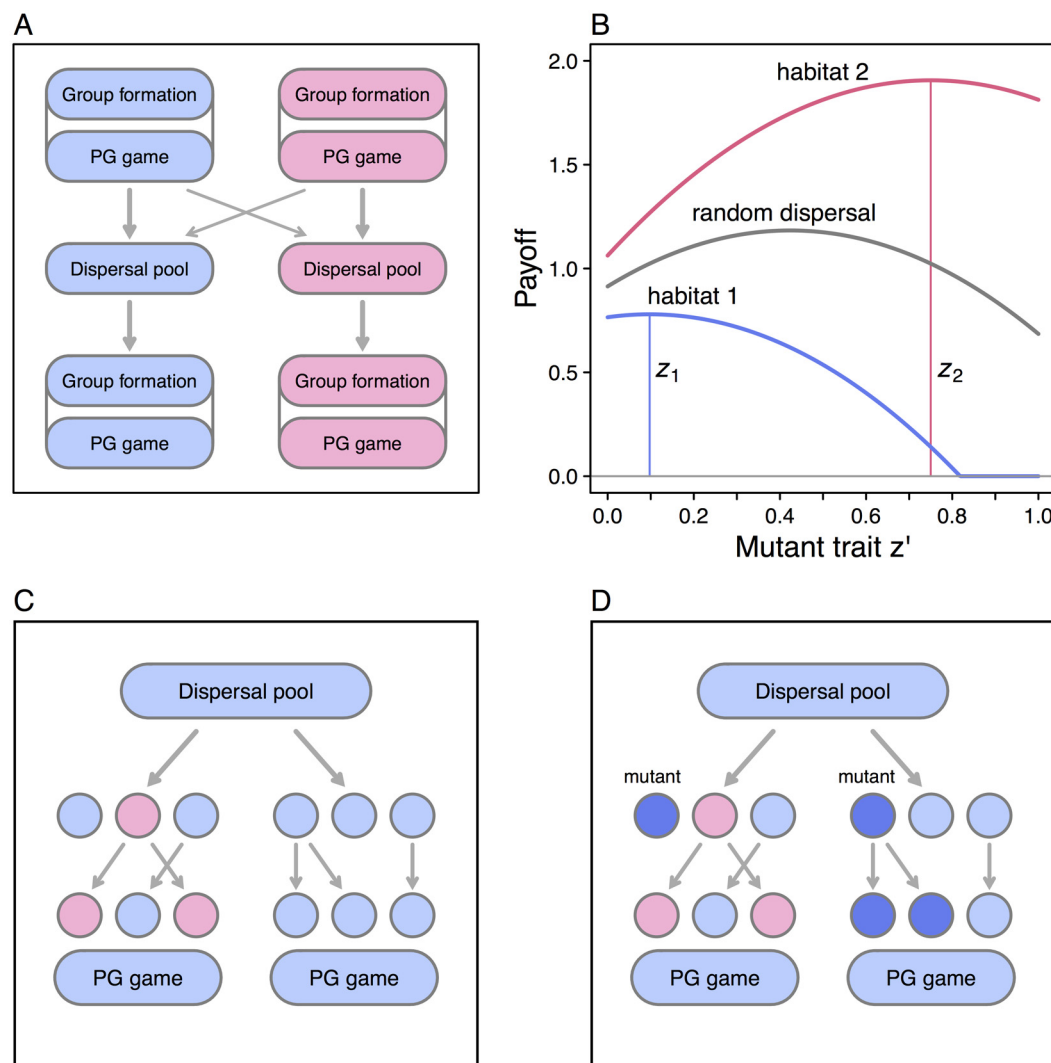 A
Group formation
Group formation
PG game
PG game
Dispersal pool
Dispersal pool
Group formation
Group formation
PG game
PG game
B
2.0
1.5
1.0
0.5
0.0
Payoff
habitat 2
random dispersal
habitat 1
z1
z2
0.0 0.2 0.4 0.6 0.8 1.0
Mutant trait z'
C
Dispersal pool
PG game
PG game
D
Dispersal pool
mutant
mutant
PG game
PG game